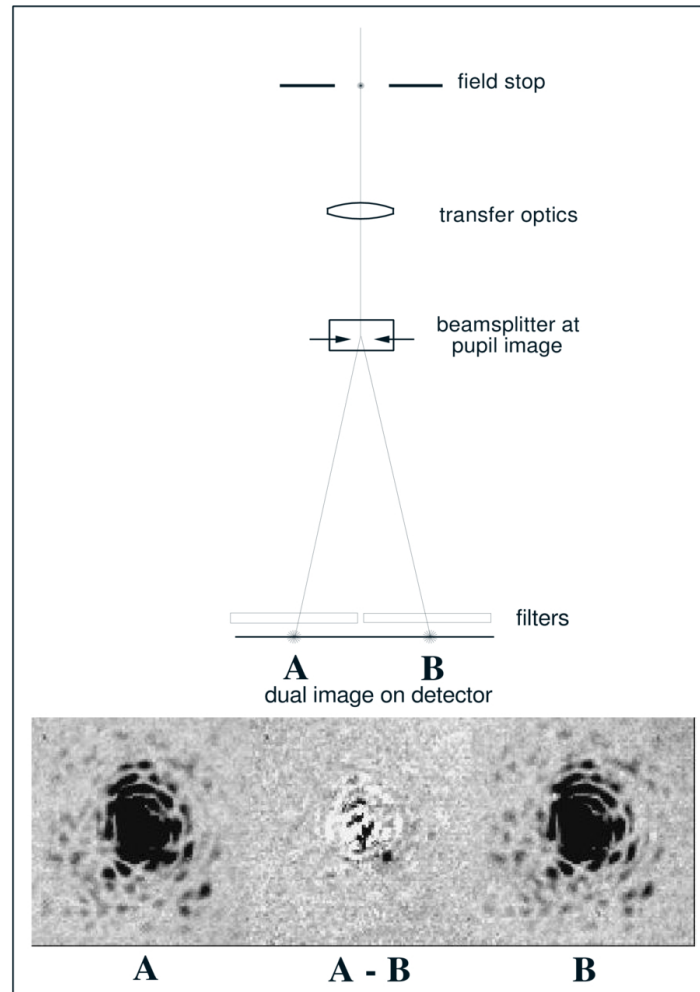 field stop
transfer optics
beamsplitter at
pupil image
filters
A B
dual image on detector
A A - B B